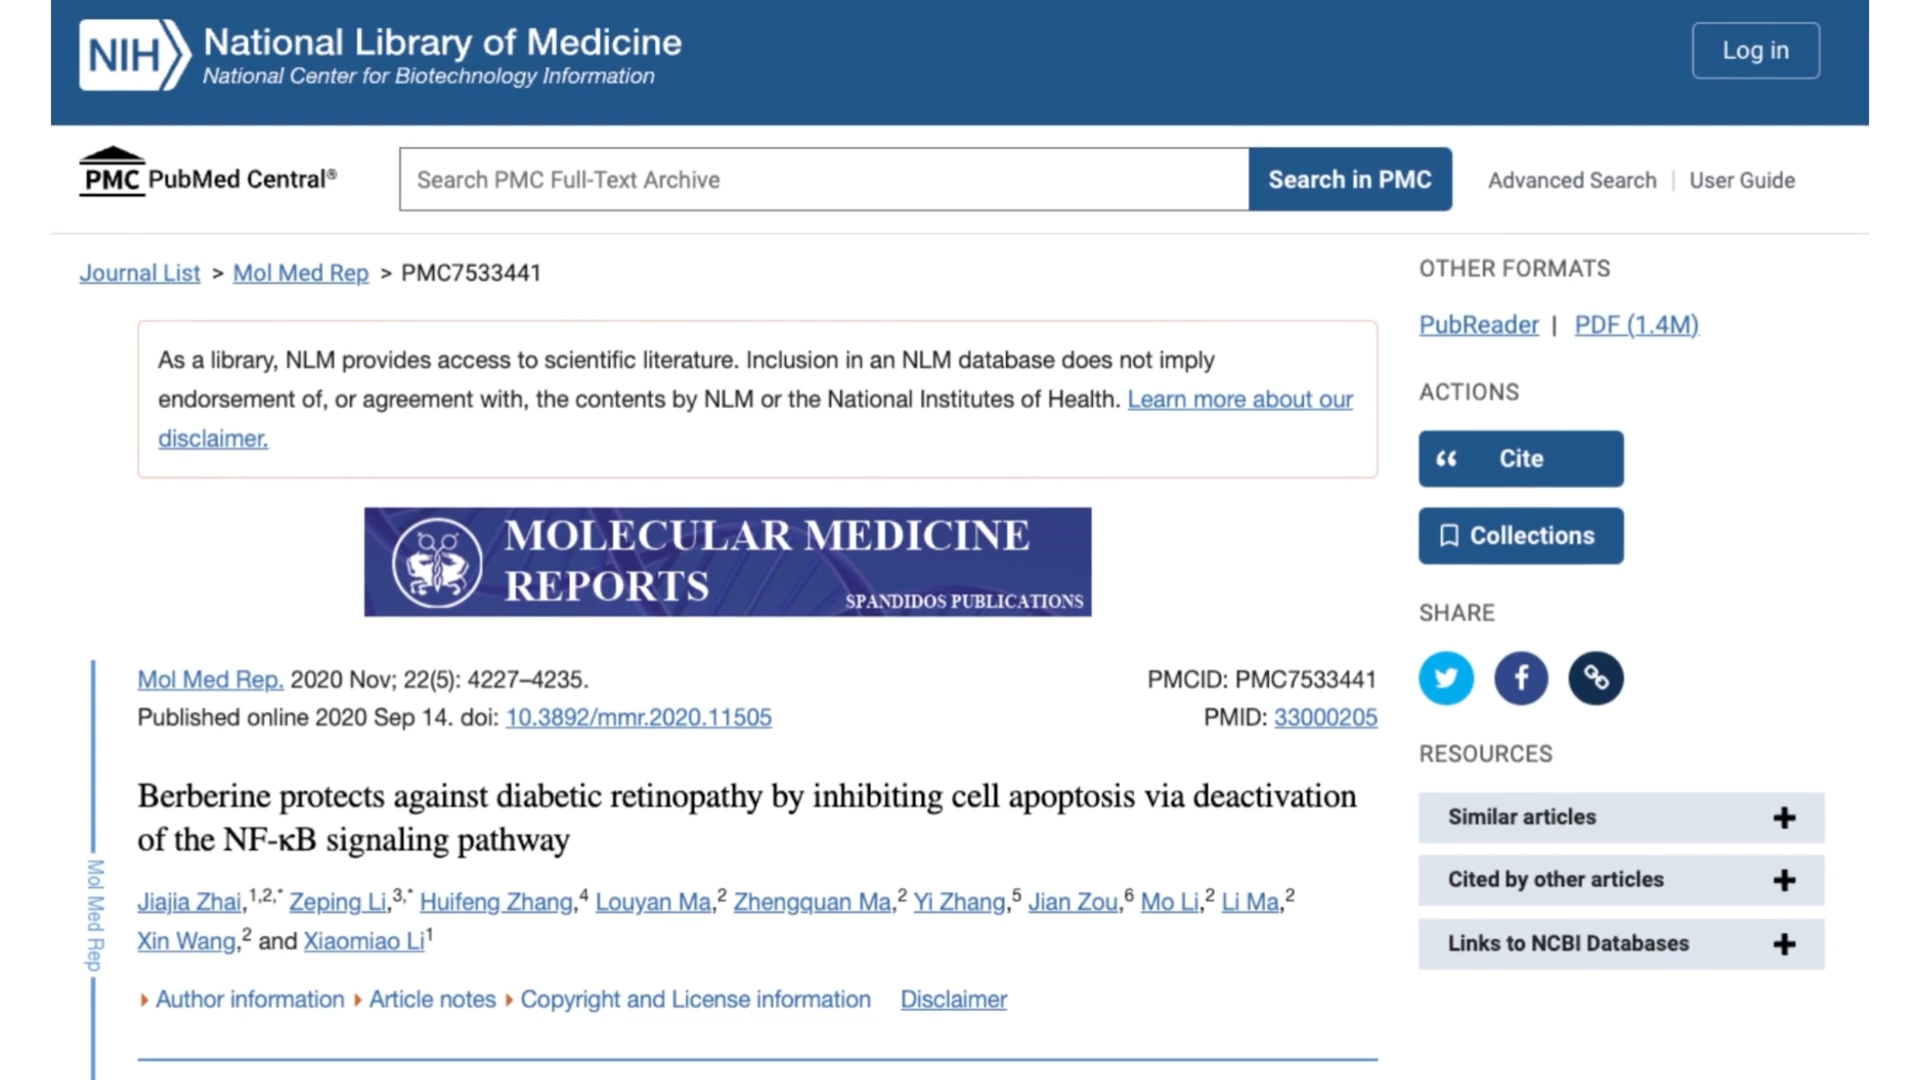 NIH National Library of Medicine
National Center for Biotechnology Information
Log in
PMC PubMed Central®
Search PMC Full-Text Archive
Search in PMC
Advanced Search | User Guide
Journal List > Mol Med Rep > PMC7533441
As a library, NLM provides access to scientific literature. Inclusion in an NLM database does not imply
endorsement of, or agreement with, the contents by NLM or the National Institutes of Health. Learn more about our
disclaimer.
MOLECULAR MEDICINE
REPORTS
SPANDIDOS PUBLICATIONS
Mol Med Rep. 2020 Nov; 22(5): 4227–4235.
PMCID: PMC7533441
Published online 2020 Sep 14. doi: 10.3892/mmr.2020.11505
PMID: 33000205
Berberine protects against diabetic retinopathy by inhibiting cell apoptosis via deactivation
of the NF-κB signaling pathway
Jiajia Zhai,1,2,* Zeping Li,3,* Huifeng Zhang,4 Louyan Ma,2 Zhengquan Ma,2 Yi Zhang,5 Jian Zou,6 Mo Li,2 Li Ma,2
Xin Wang,2 and Xiaomiao Li1
Author information Article notes Copyright and License information Disclaimer
Mol Med Rep
OTHER FORMATS
PubReader | PDF (1.4M)
ACTIONS
Cite
Collections
SHARE
RESOURCES
Similar articles +
Cited by other articles +
Links to NCBI Databases +